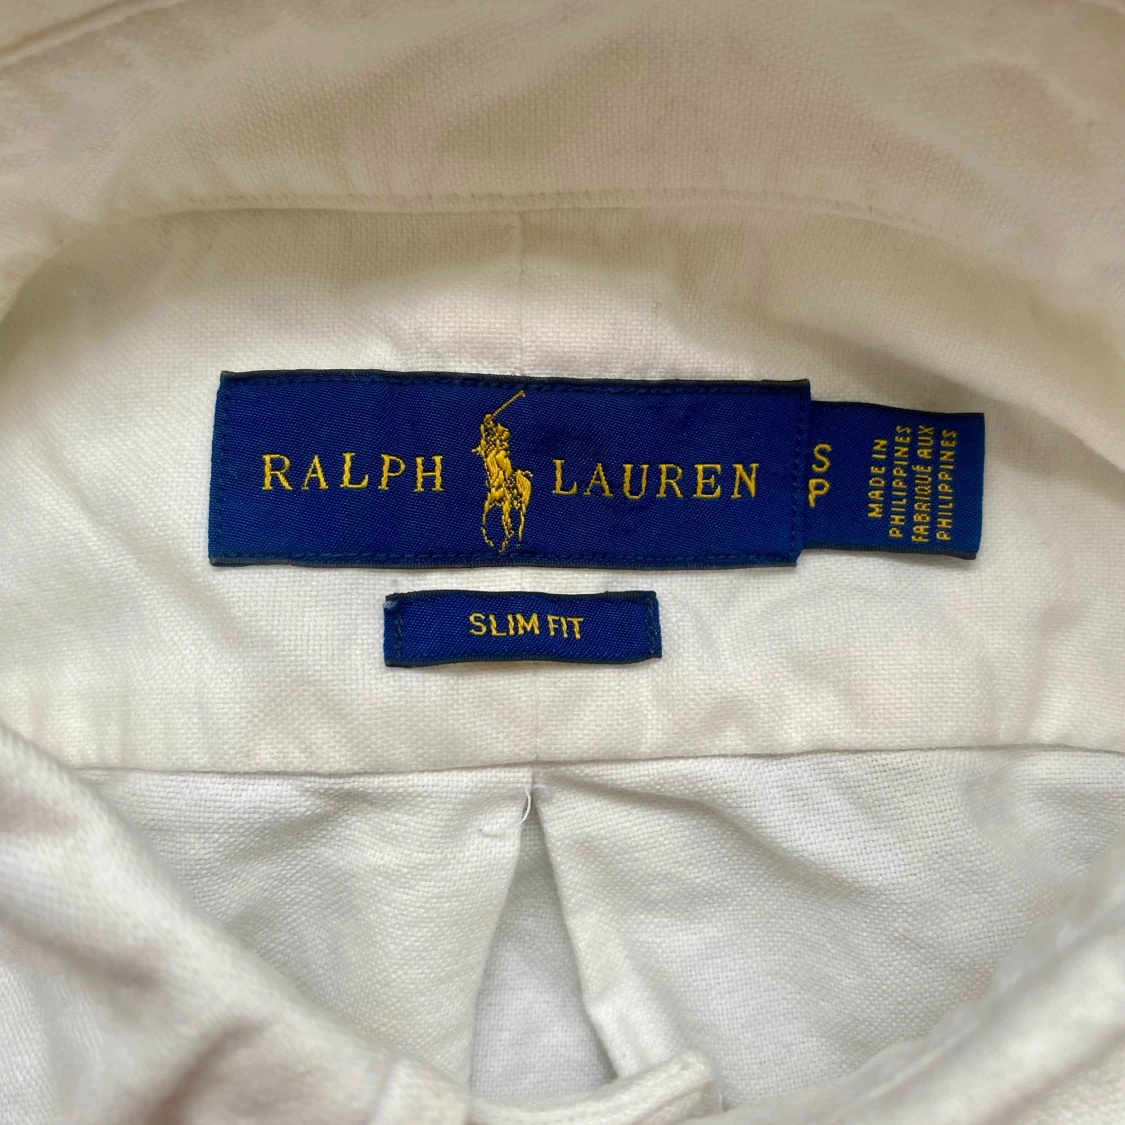 RALPH LAUREN
S
P
MADE IN
PHILIPPINES
FABRIQUÉ AUX
PHILIPPINES
SLIM FIT